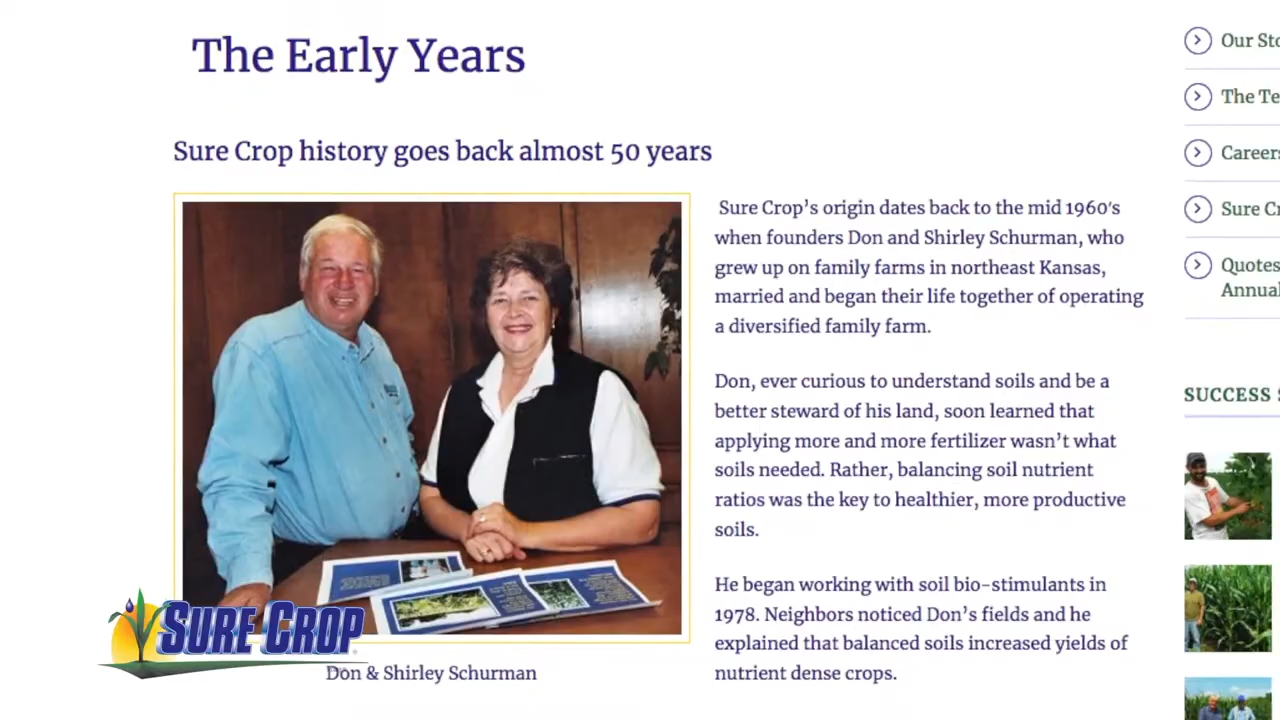 The Early Years
Sure Crop history goes back almost 50 years
Sure Crop’s origin dates back to the mid 1960's
when founders Don and Shirley Schurman, who
grew up on family farms in northeast Kansas,
married and began their life together of operating
a diversified family farm.
Don, ever curious to understand soils and be a
better steward of his land, soon learned that
applying more and more fertilizer wasn’t what
soils needed. Rather, balancing soil nutrient
ratios was the key to healthier, more productive
soils.
He began working with soil bio-stimulants in
1978. Neighbors noticed Don’s fields and he
explained that balanced soils increased yields of
nutrient dense crops.
SURE CROP
Don & Shirley Schurman
Our Sto
The Te
Careers
Sure Cr
Quotes
Annual
SUCCESS S